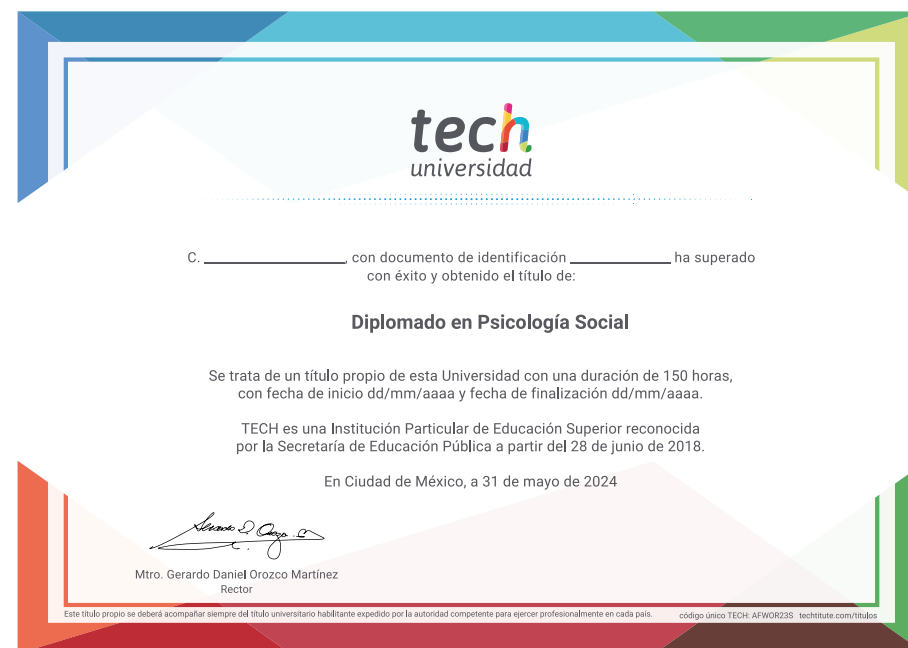 tech
universidad
C. ____________, con documento de identificación ____________ ha superado
con éxito y obtenido el título de:
Diplomado en Psicología Social
Se trata de un título propio de esta Universidad con una duración de 150 horas,
con fecha de inicio dd/mm/aaaa y fecha de finalización dd/mm/aaaa.
TECH es una Institución Particular de Educación Superior reconocida
por la Secretaría de Educación Pública a partir del 28 de junio de 2018.
En Ciudad de México, a 31 de mayo de 2024
Mtro. Gerardo Daniel Orozco Martínez
Rector
Este título propio se deberá acompañar siempre del título universitario habilitante expedido por la autoridad competente para ejercer profesionalmente en cada país. código único TECH: AFWOR23S techtitute.com/títulos